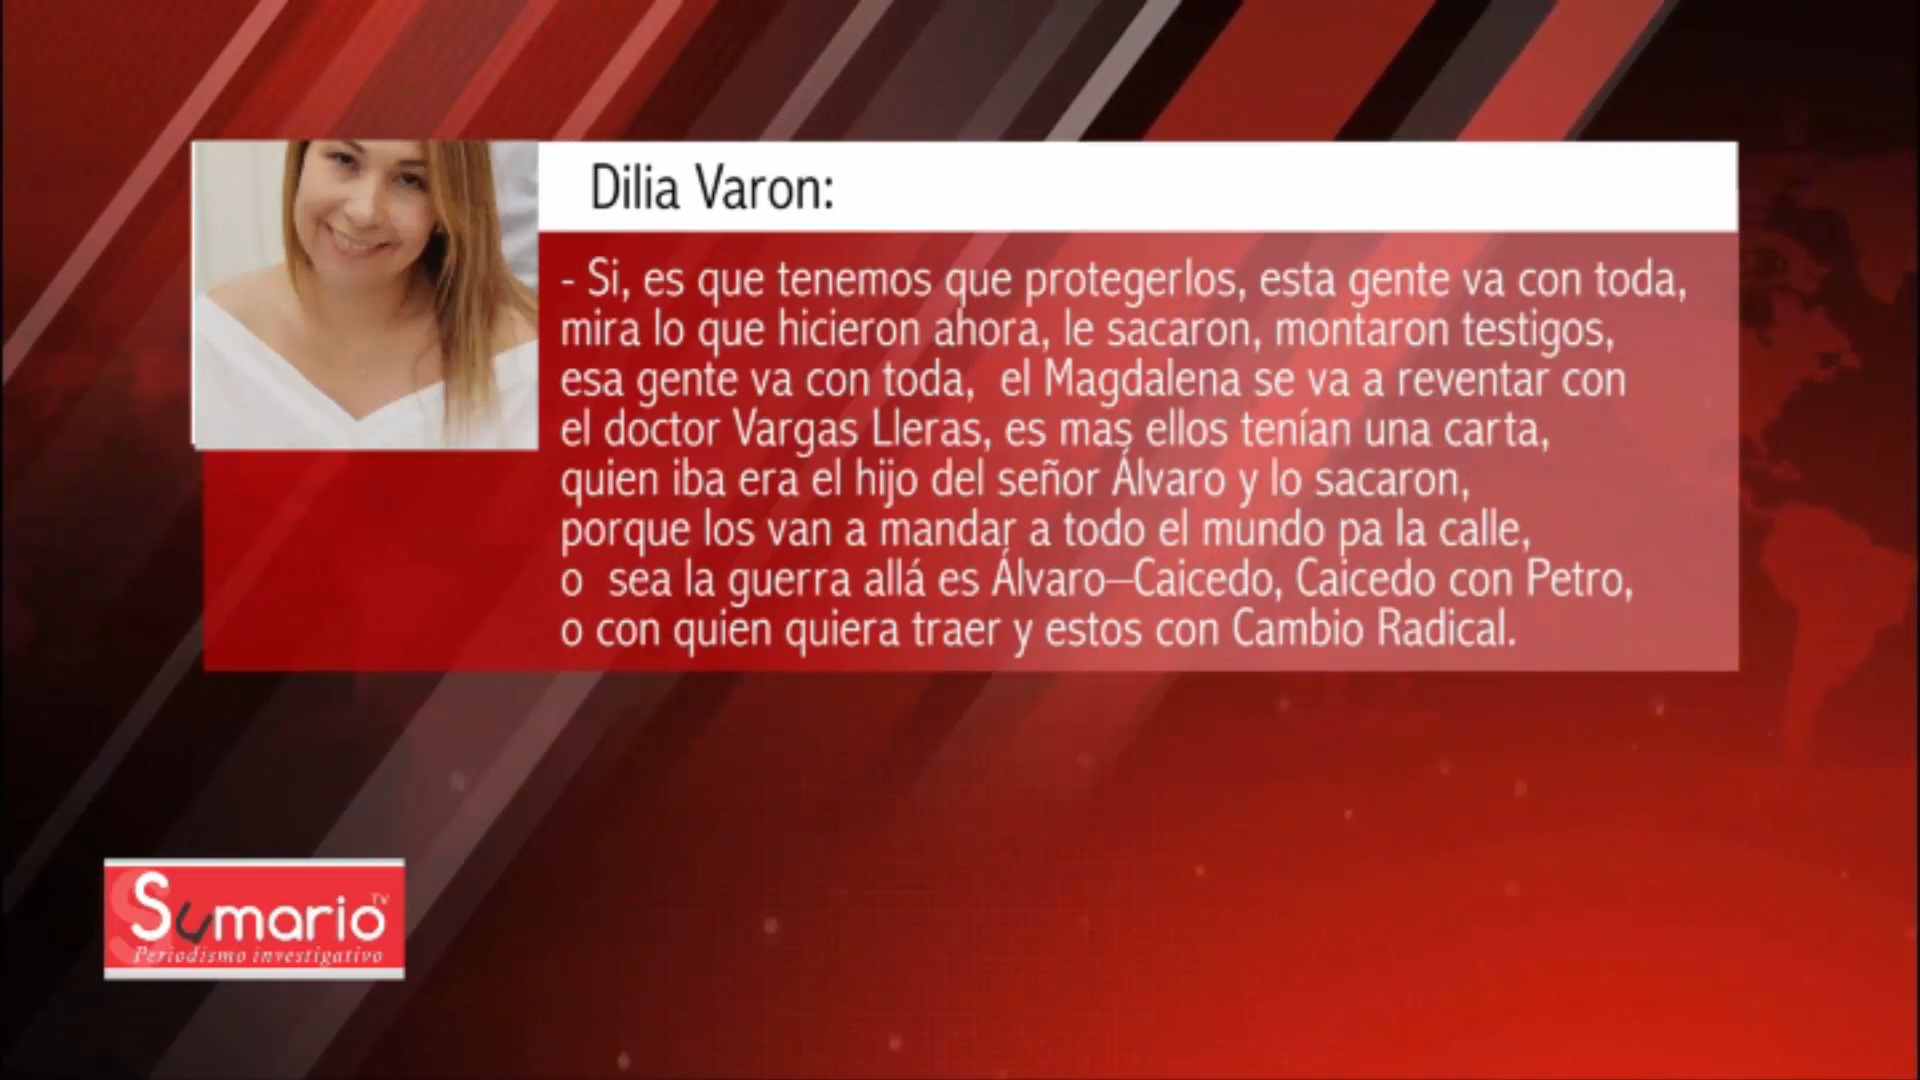 Dilia Varon:
- Si, es que tenemos que protegerlos, esta gente va con toda,
mira lo que hicieron ahora, le sacaron, montaron testigos,
esa gente va con toda,  el Magdalena se va a reventar con
el doctor Vargas Lleras, es mas ellos tenían una carta,
quien iba era el hijo del señor Álvaro y lo sacaron,
porque los van a mandar a todo el mundo pa la calle,
o  sea la guerra allá es Álvaro–Caicedo, Caicedo con Petro,
o con quien quiera traer y estos con Cambio Radical.
Sumario TV
Periodismo investigativo